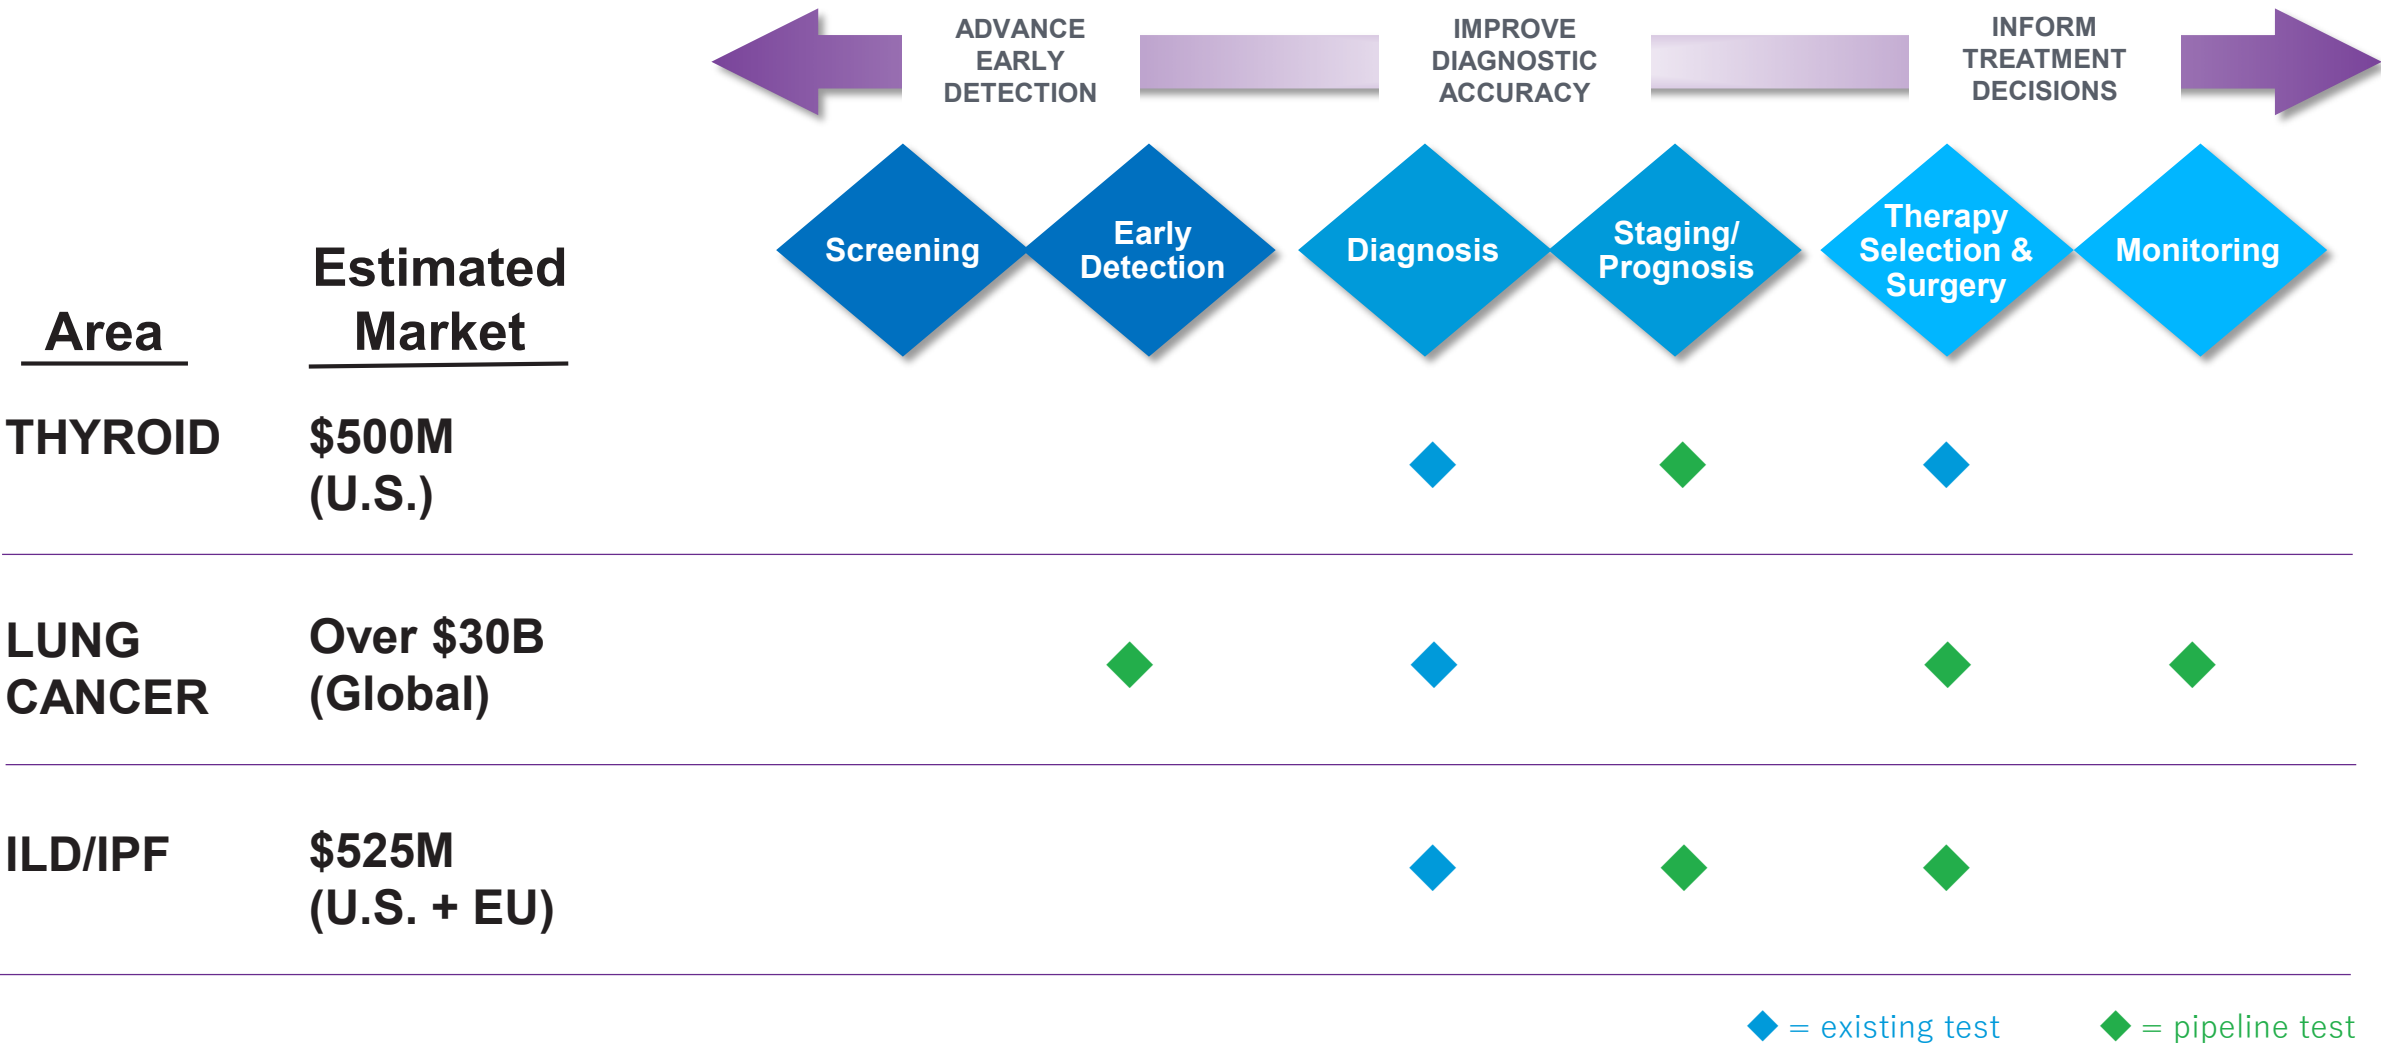 ADVANCE
EARLY
DETECTION
IMPROVE
DIAGNOSTIC
ACCURACY
INFORM
TREATMENT
DECISIONS
Screening
Early
Detection
Diagnosis
Staging/
Prognosis
Therapy
Selection &
Surgery
Monitoring
Area
Estimated
Market
THYROID
$500M
(U.S.)
LUNG
CANCER
Over $30B
(Global)
ILD/IPF
$525M
(U.S. + EU)
= existing test
= pipeline test